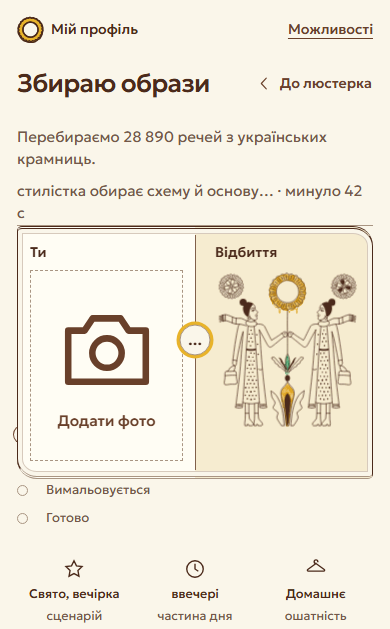 Мій профіль
Можливості
Збираю образи
До люстерка
Перебираємо 28 890 речей з українських
крамниць.
стилістка обирає схему й основу… · минуло 42
с
Ти
Відбиття
...
Додати фото
Вимальовується
Готово
Свято, вечірка
ввечері
Домашнє
сценарій
частина дня
ошатність